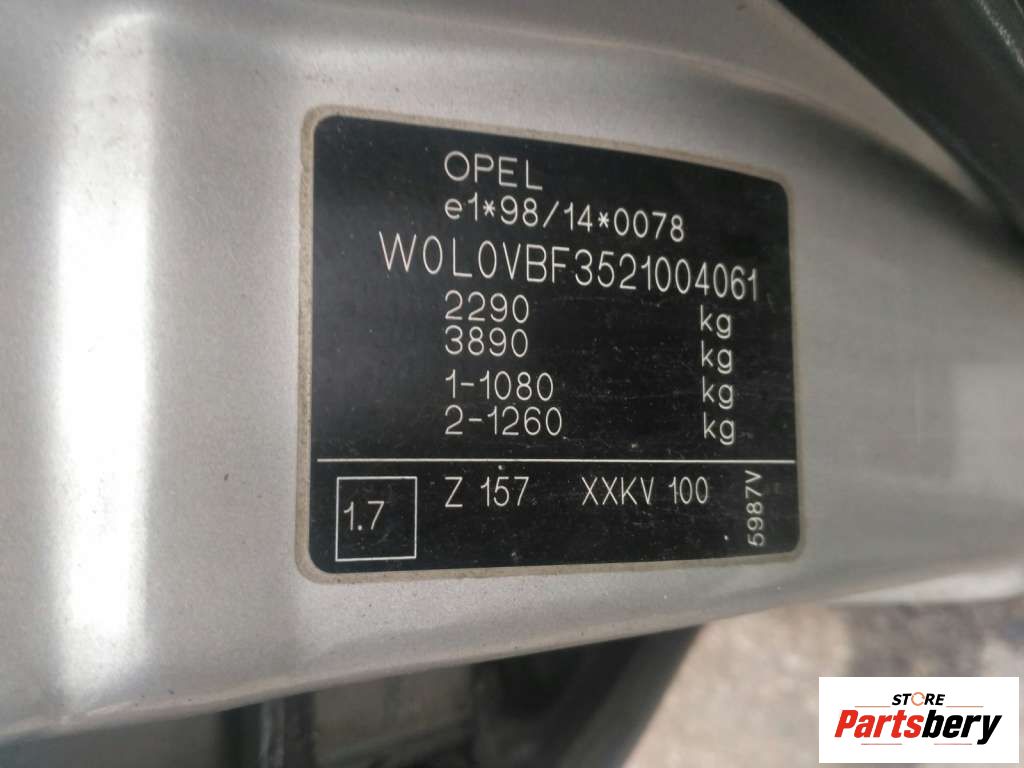 OPEL
e1*98/14*0078
W0L0VBF3521004061
2290 kg
3890 kg
1-1080 kg
2-1260 kg
1.7 Z 157 XXKV 100
5987V
STORE
Partsbery